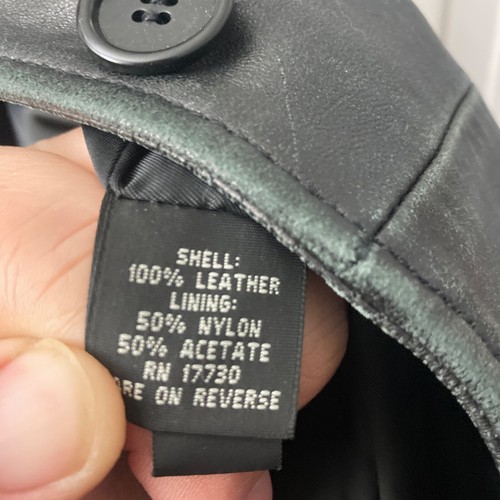 SHELL:
100% LEATHER
LINING:
50% NYLON
50% ACETATE
RN 17730
ARE ON REVERSE